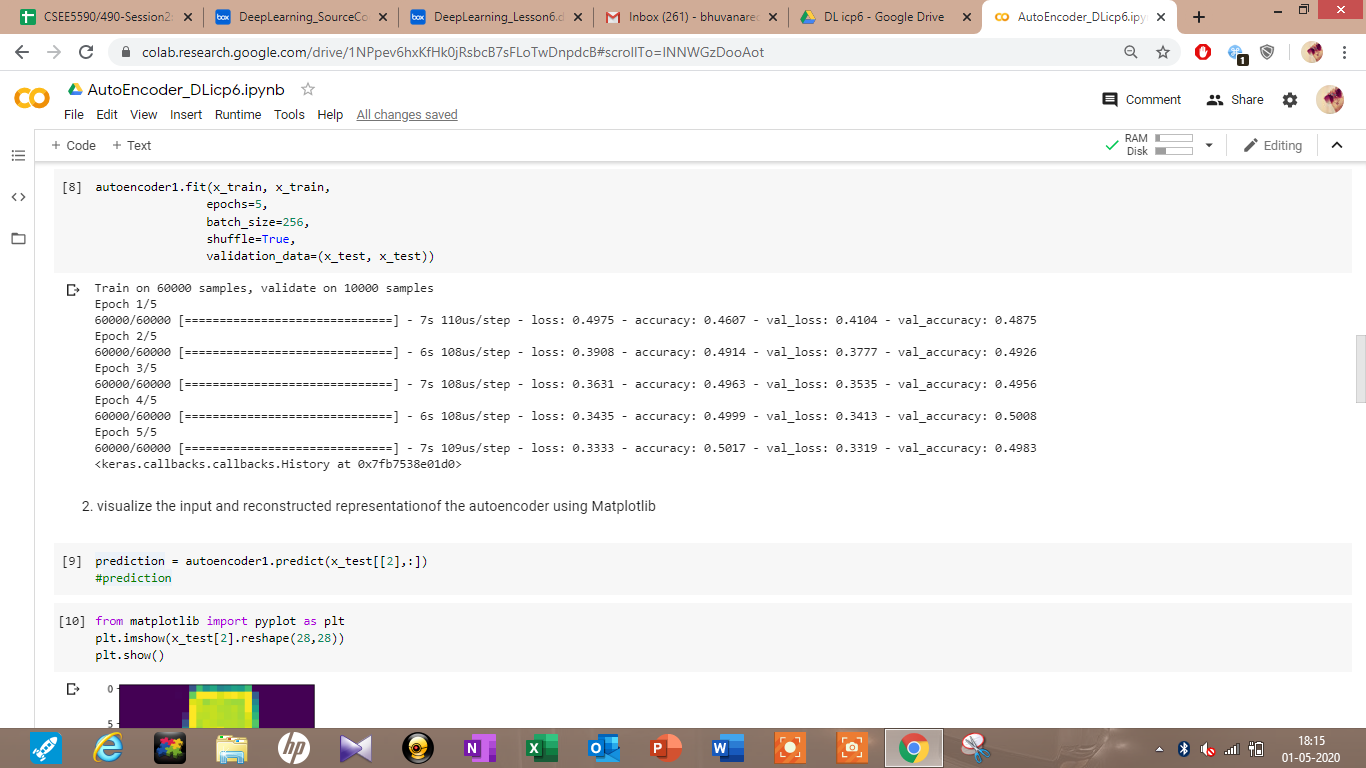 CSEE5590/490-Session2:
DeepLearning_SourceCo
DeepLearning_Lesson6.d
Inbox (261) - bhuvanared
DL icp6 - Google Drive
AutoEncoder_DLicp6.ipy
colab.research.google.com/drive/1NPpev6hxKfHk0jRsbcB7sFLoTwDnpdcB#scrollTo=lNNWGzDooAot
1
AutoEncoder_DLicp6.ipynb
File Edit View Insert Runtime Tools Help All changes saved
Comment Share
+ Code + Text
RAM
Disk
Editing
[8] autoencoder1.fit(x_train, x_train,
epochs=5,
batch_size=256,
shuffle=True,
validation_data=(x_test, x_test))
Train on 60000 samples, validate on 10000 samples
Epoch 1/5
60000/60000 [==============================] - 7s 110us/step - loss: 0.4975 - accuracy: 0.4607 - val_loss: 0.4104 - val_accuracy: 0.4875
Epoch 2/5
60000/60000 [==============================] - 6s 108us/step - loss: 0.3908 - accuracy: 0.4914 - val_loss: 0.3777 - val_accuracy: 0.4926
Epoch 3/5
60000/60000 [==============================] - 7s 108us/step - loss: 0.3631 - accuracy: 0.4963 - val_loss: 0.3535 - val_accuracy: 0.4956
Epoch 4/5
60000/60000 [==============================] - 6s 108us/step - loss: 0.3435 - accuracy: 0.4999 - val_loss: 0.3413 - val_accuracy: 0.5008
Epoch 5/5
60000/60000 [==============================] - 7s 109us/step - loss: 0.3333 - accuracy: 0.5017 - val_loss: 0.3319 - val_accuracy: 0.4983
<keras.callbacks.callbacks.History at 0x7fb7538e01d0>
2. visualize the input and reconstructed representationof the autoencoder using Matplotlib
[9] prediction = autoencoder1.predict(x_test[[2],:])
#prediction
[10] from matplotlib import pyplot as plt
plt.imshow(x_test[2].reshape(28,28))
plt.show()
0
5
18:15
01-05-2020